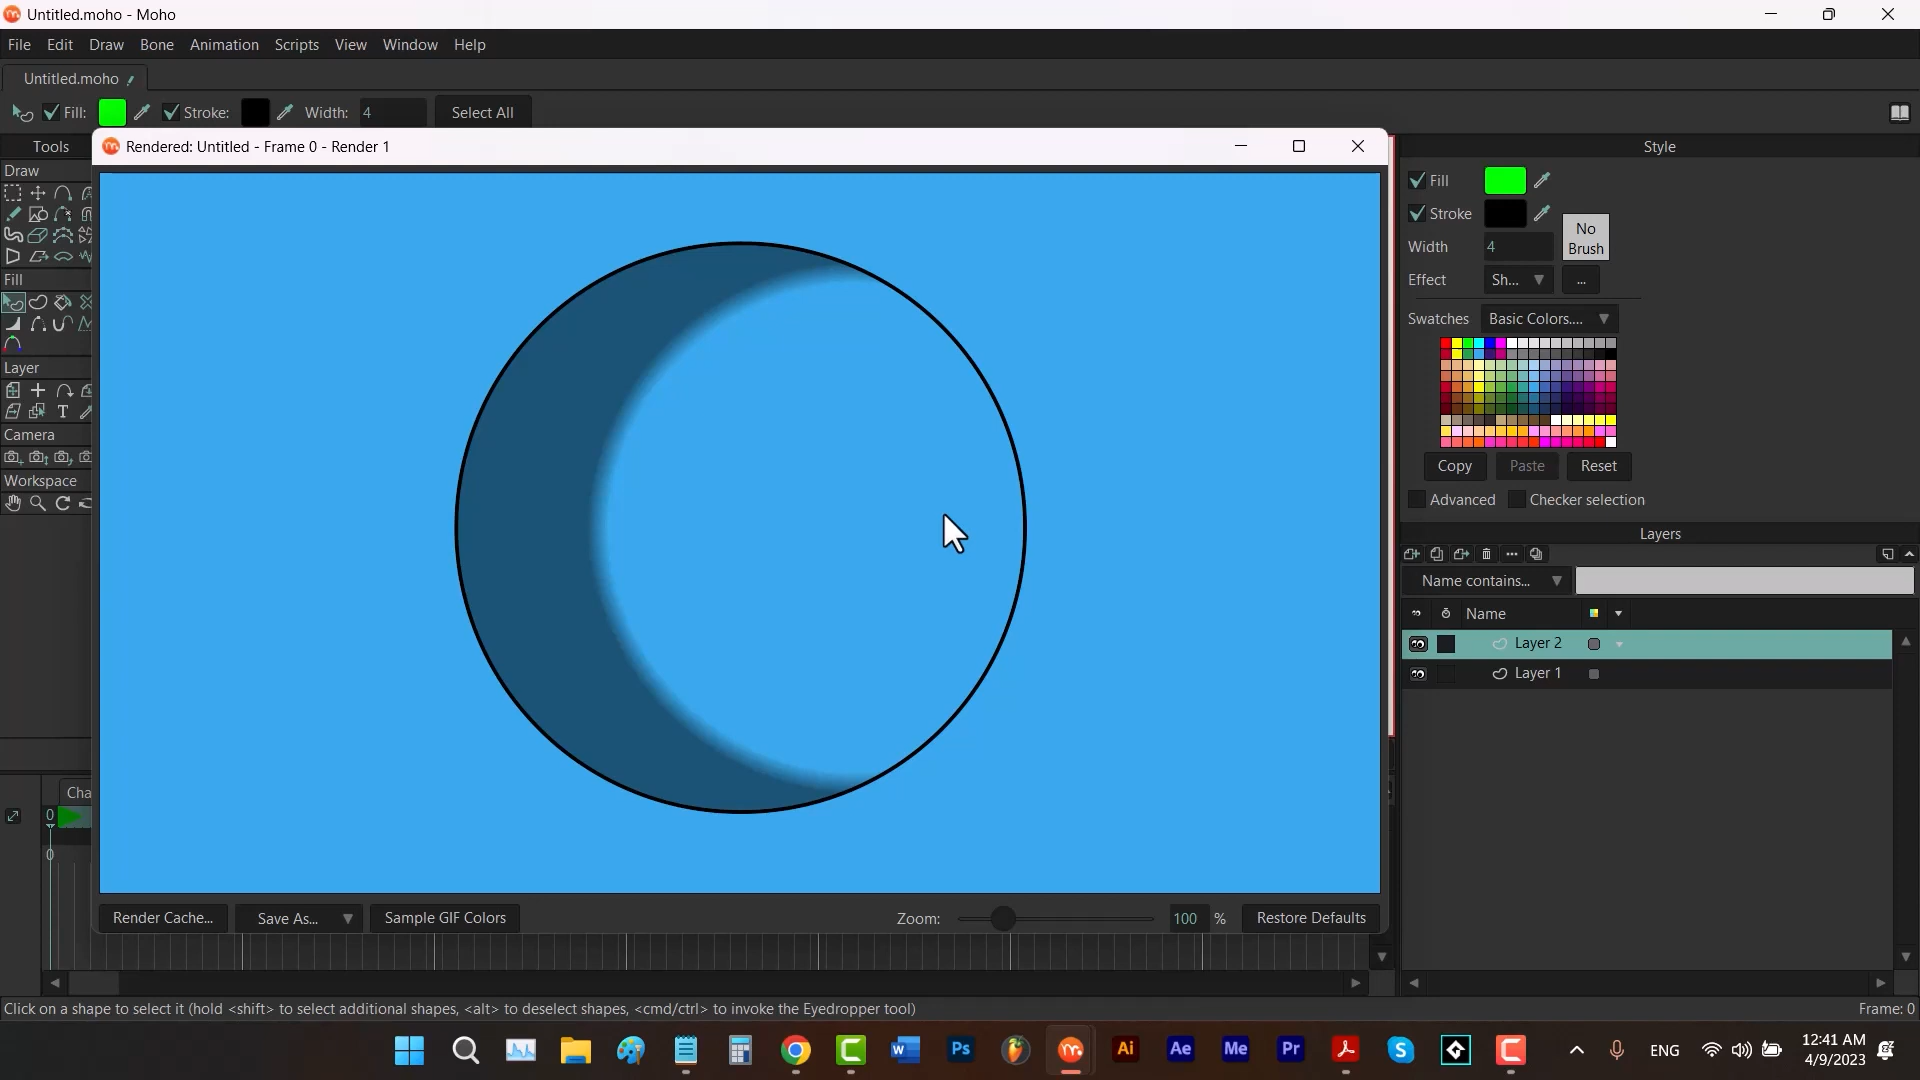 Untitled.moho - Moho
File Edit Draw Bone Animation Scripts View Window Help
Untitled.moho
Fill: Stroke: Width: 4 Select All
Tools
Rendered: Untitled - Frame 0 - Render 1
Style
Draw
Fill
Stroke
No
Brush
Width 4
Effect Sh... ...
Fill
Swatches Basic Colors....
Layer
Camera
Copy Paste Reset
Workspace
Advanced Checker selection
Layers
Name contains...
Name
Layer 2
Layer 1
Cha
0
0
Render Cache... Save As... Sample GIF Colors Zoom: 100 % Restore Defaults
Click on a shape to select it (hold <shift> to select additional shapes, <alt> to deselect shapes, <cmd/ctrl> to invoke the Eyedropper tool) Frame: 0
Ps Ai Ae Me Pr
ENG
12:41 AM
4/9/2023